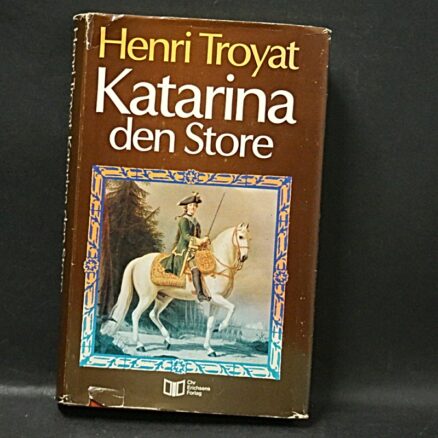 Henri Troyat
Katarina
den Store
Chr.
Erichsens
Forlag